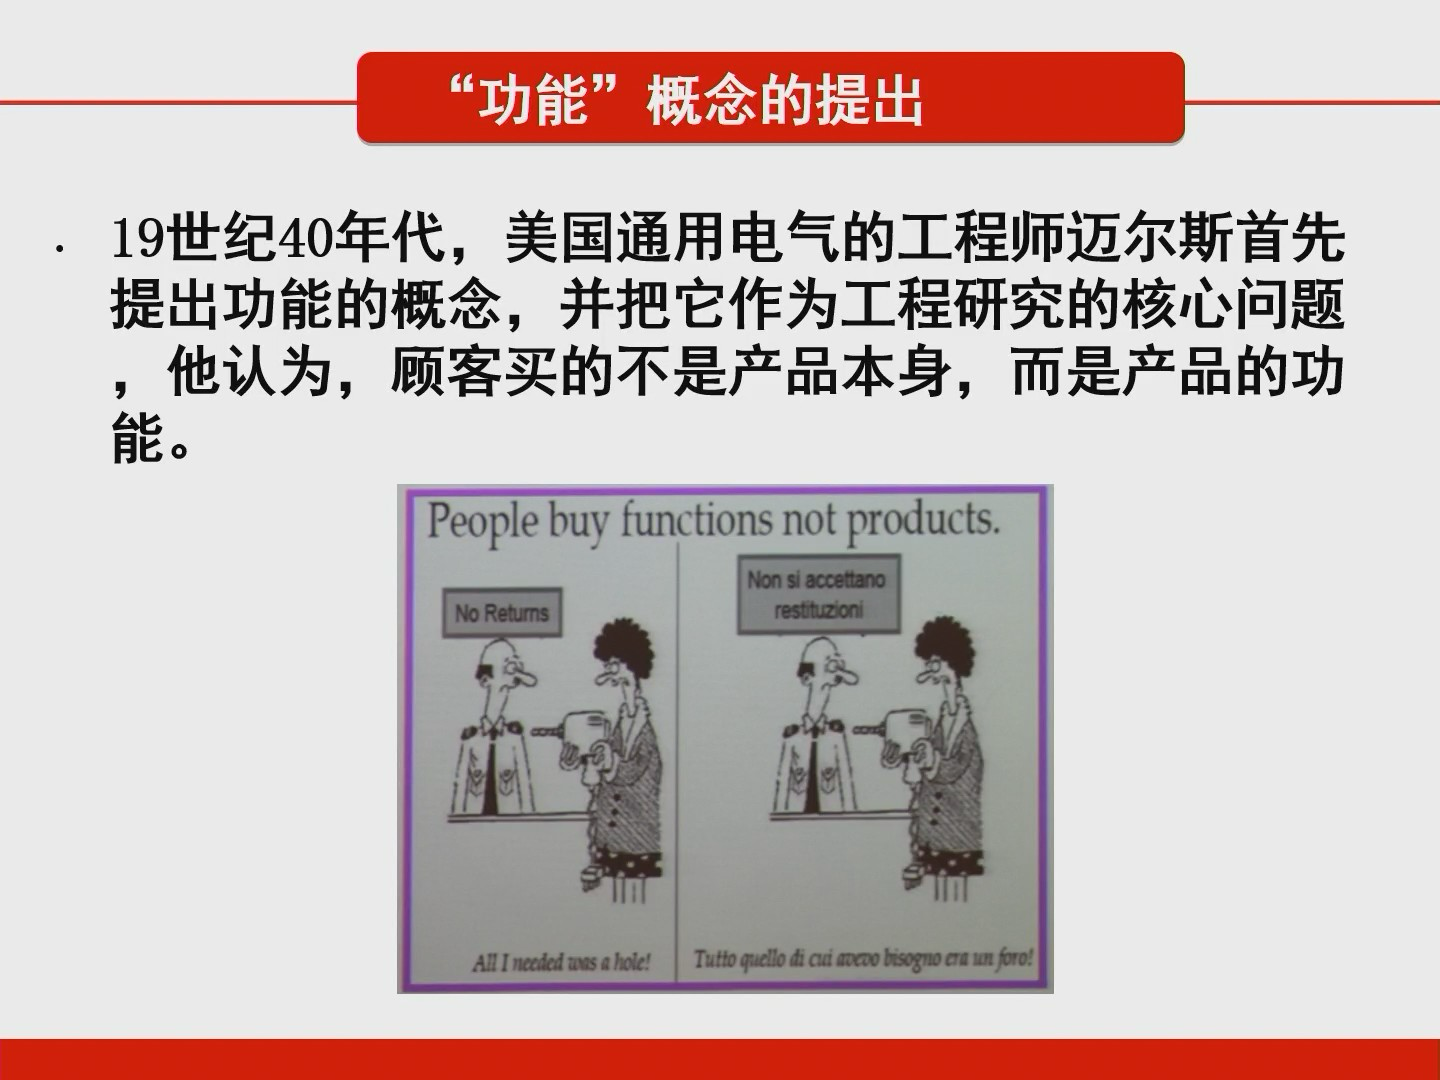 “功能”概念的提出
· 19世纪40年代，美国通用电气的工程师迈尔斯首先
提出功能的概念，并把它作为工程研究的核心问题
，他认为，顾客买的不是产品本身，而是产品的功
能。
People buy functions not products.
No Returns
Non si accettano
restituzioni
All I needed was a hole!
Tutto quello di cui avevo bisogno era un foro!